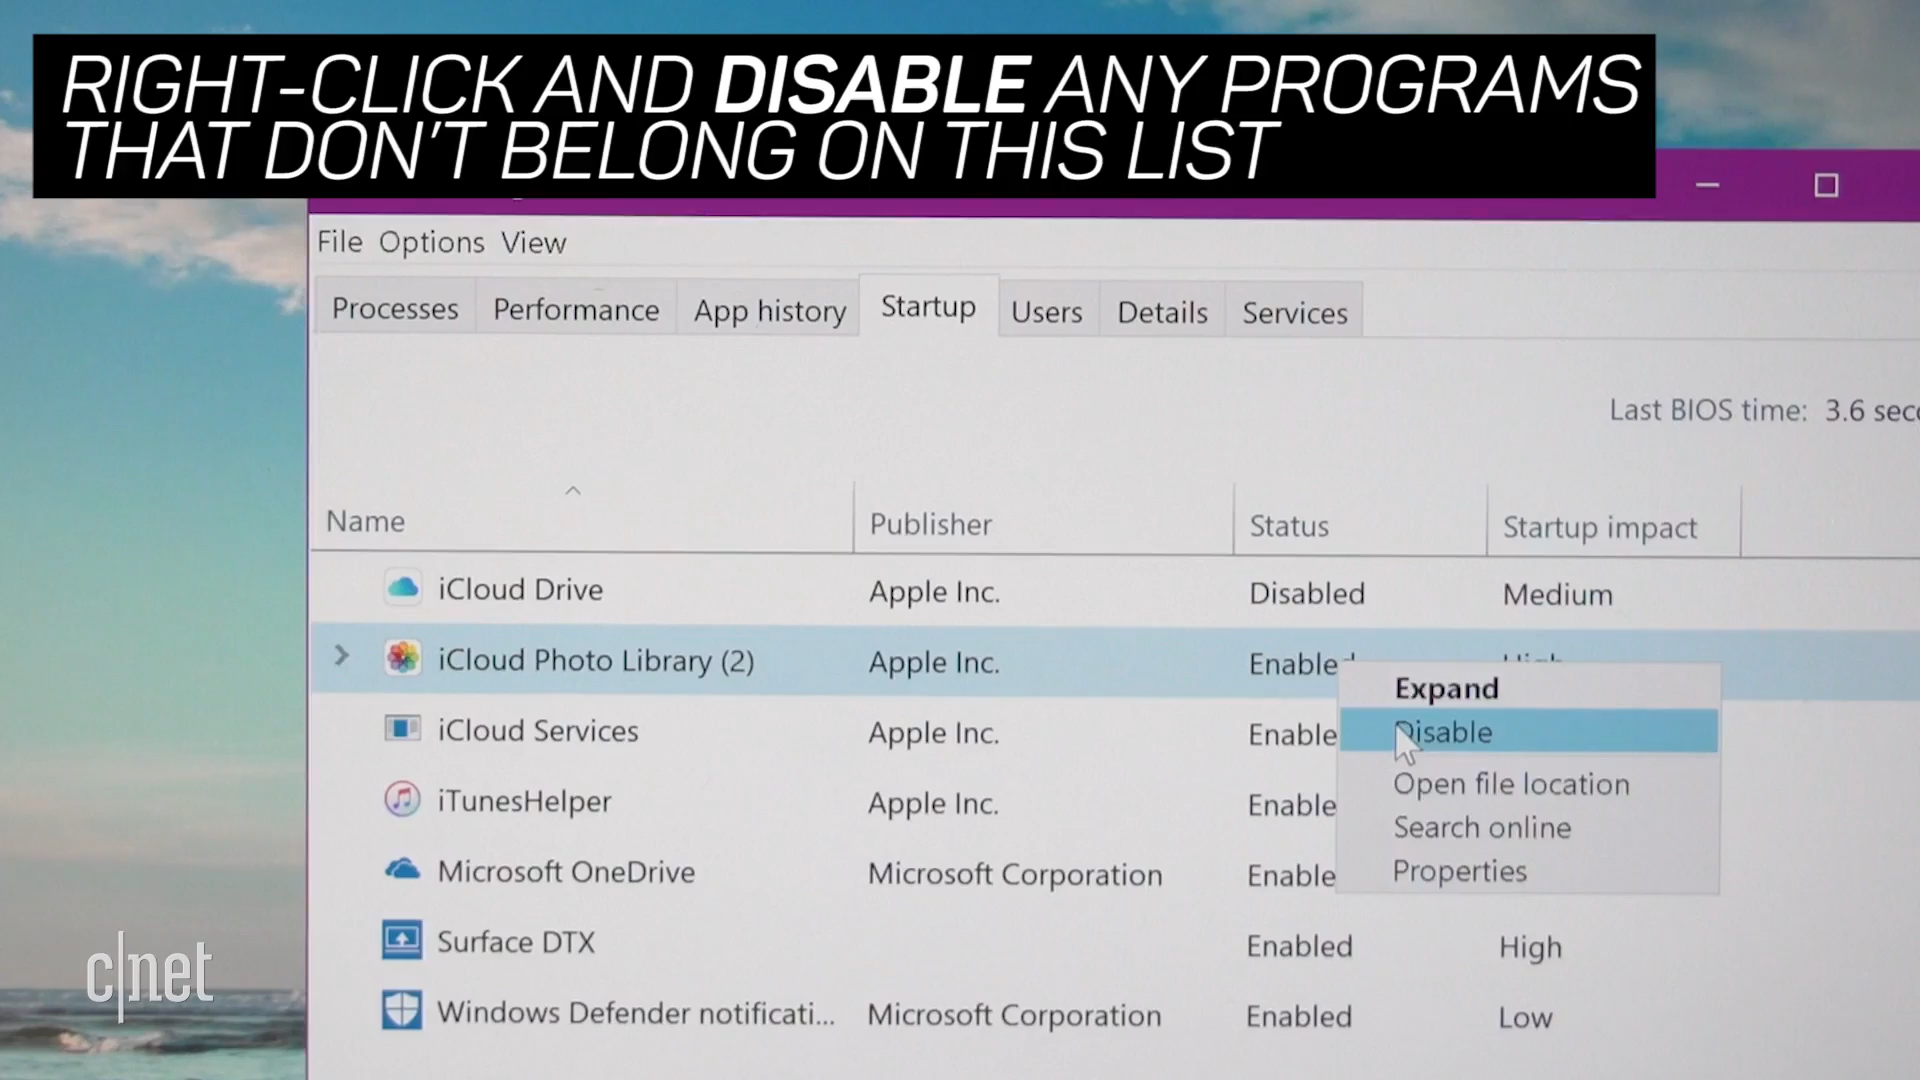 RIGHT-CLICK AND DISABLE ANY PROGRAMS
THAT DON'T BELONG ON THIS LIST
File Options View
Processes Performance App history Startup Users Details Services
Last BIOS time: 3.6
Name Publisher Status Startup impact
iCloud Drive Apple Inc. Disabled Medium
iCloud Photo Library (2) Apple Inc.
Expand
iCloud Services Apple Inc.
Disable
Open file location
iTunesHelper Apple Inc.
Search online
Microsoft OneDrive Microsoft Corporation
Properties
Surface DTX Enabled High
Windows Defender notificati... Microsoft Corporation Enabled Low
c|net